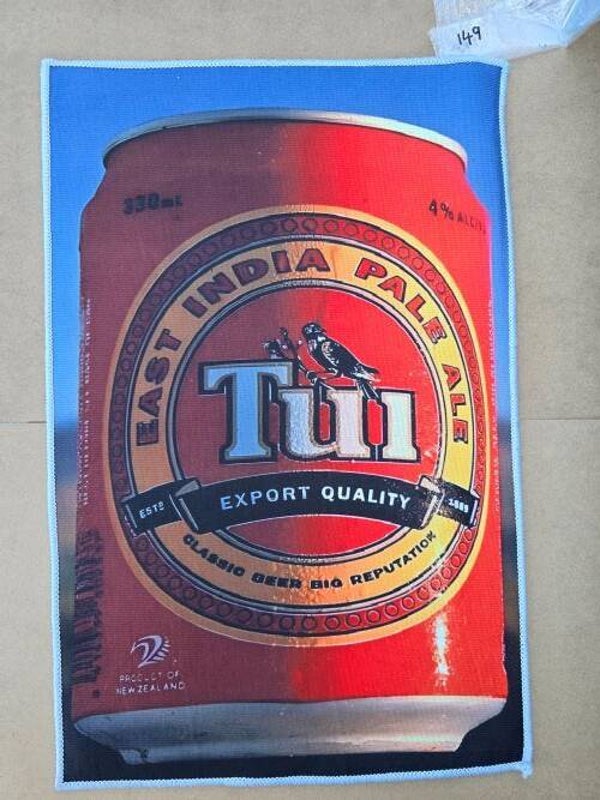 149
330mL
4% ALC/V
EAST INDIA PALE ALE
Tui
ESTD
EXPORT QUALITY
1889
CLASSIC BEER BIG REPUTATION
PRODUCT OF
NEW ZEALAND